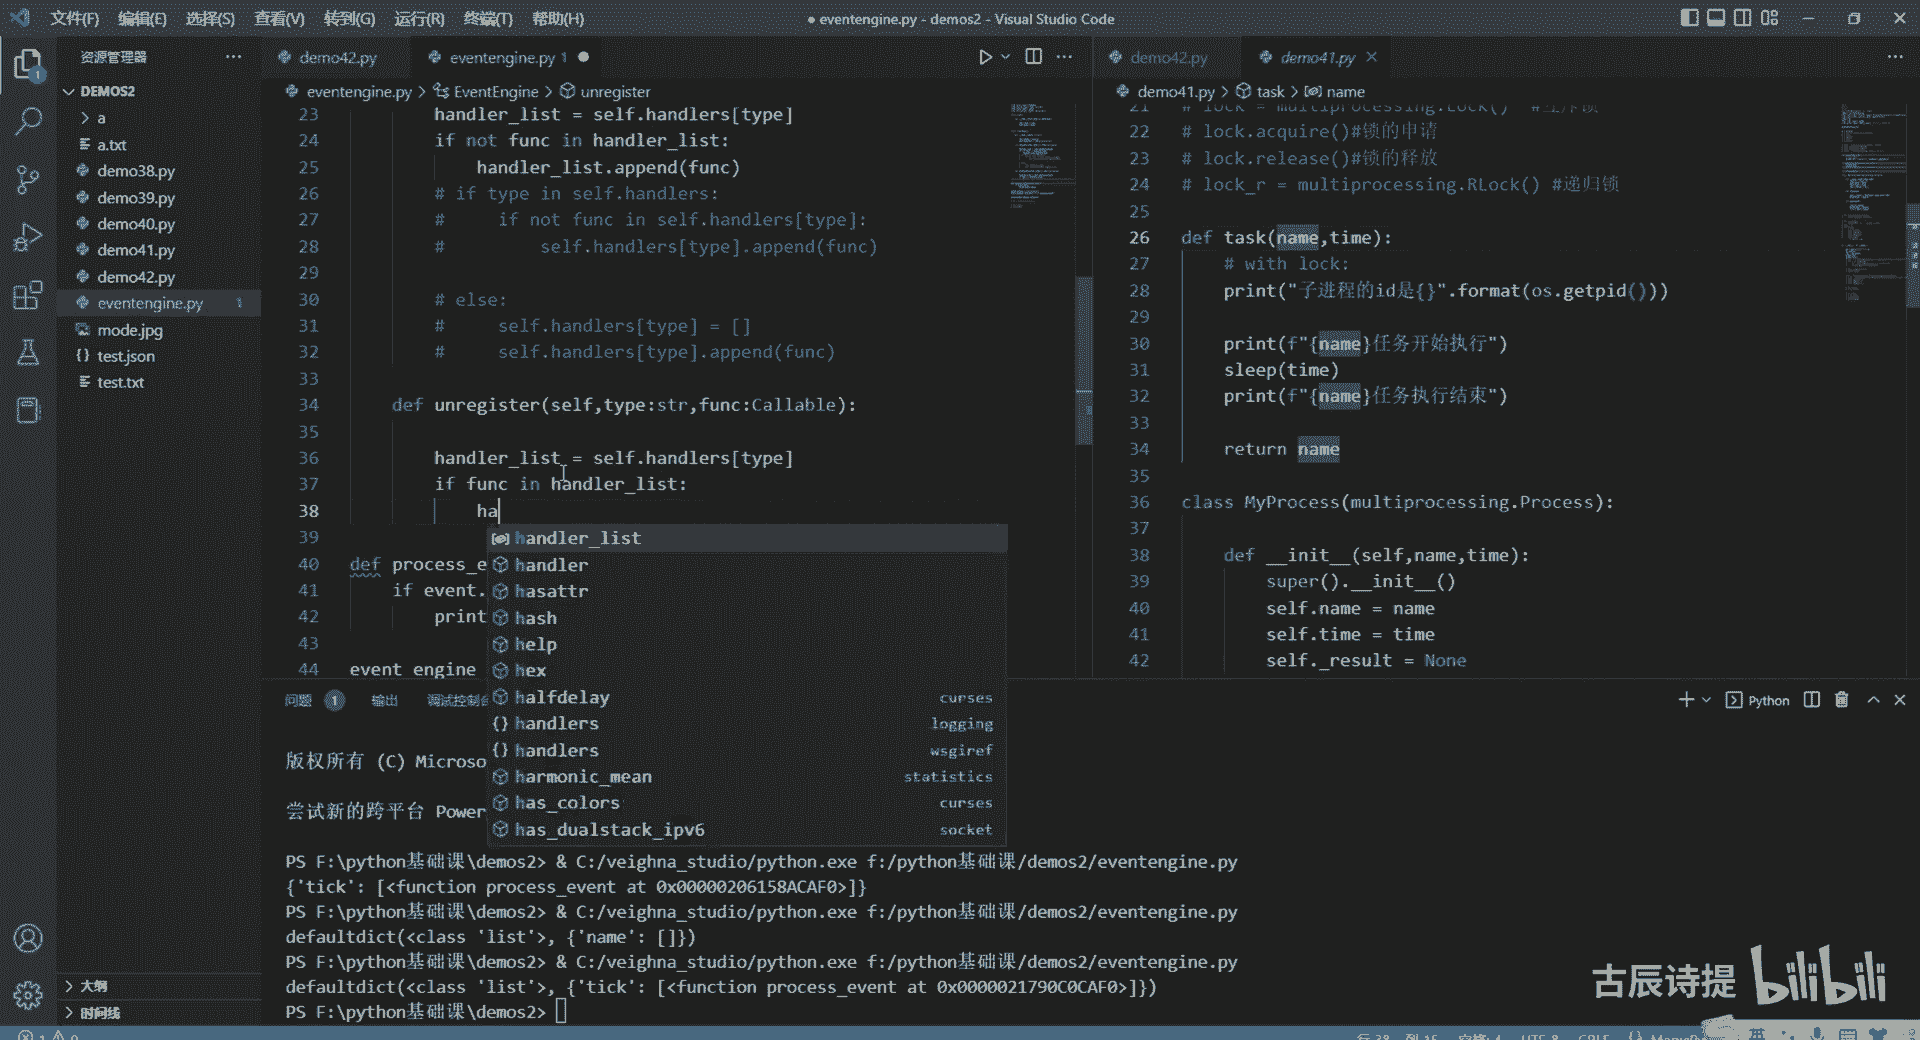 文件(F) 编辑(E) 选择(S) 查看(V) 转到(G) 运行(R) 终端(T) 帮助(H)
● eventengine.py - demos2 - Visual Studio Code
资源管理器
DEMOS2
a
a.txt
demo38.py
demo39.py
demo40.py
demo41.py
demo42.py
eventengine.py 1
mode.jpg
test.json
test.txt
大纲
时间线
demo42.py
eventengine.py 1
eventengine.py > EventEngine > unregister
23 handler_list = self.handlers[type]
24 if not func in handler_list:
25 handler_list.append(func)
26 # if type in self.handlers:
27 # if not func in self.handlers[type]:
28 # self.handlers[type].append(func)
29
30 # else:
31 # self.handlers[type] = []
32 # self.handlers[type].append(func)
33
34 def unregister(self,type:str,func:Callable):
35
36 handler_list = self.handlers[type]
37 if func in handler_list:
38 ha
39
40 def process_e
41 if event.
42 print
43
44 event_engine
handler_list
handler
hasattr
hash
help
hex
halfdelay curses
handlers logging
handlers wsgiref
harmonic_mean statistics
has_colors curses
has_dualstack_ipv6 socket
demo42.py
demo41.py
demo41.py > task > name
21 # lock = multiprocessing.Lock() #互斥锁
22 # lock.acquire()#锁的申请
23 # lock.release()#锁的释放
24 # lock_r = multiprocessing.RLock() #递归锁
25
26 def task(name,time):
27 # with lock:
28 print("子进程的id是{}".format(os.getpid()))
29
30 print(f"{name}任务开始执行")
31 sleep(time)
32 print(f"{name}任务执行结束")
33
34 return name
35
36 class MyProcess(multiprocessing.Process):
37
38 def __init__(self,name,time):
39 super().__init__()
40 self.name = name
41 self.time = time
42 self._result = None
问题 1 输出 调试控制台
Python
版权所有 (C) Microso
尝试新的跨平台 Power
PS F:\python基础课\demos2> & C:/veighna_studio/python.exe f:/python基础课/demos2/eventengine.py
{'tick': [<function process_event at 0x00000206158ACAF0>]}
PS F:\python基础课\demos2> & C:/veighna_studio/python.exe f:/python基础课/demos2/eventengine.py
defaultdict(<class 'list'>, {'name': []})
PS F:\python基础课\demos2> & C:/veighna_studio/python.exe f:/python基础课/demos2/eventengine.py
defaultdict(<class 'list'>, {'tick': [<function process_event at 0x0000021790C0CAF0>]})
PS F:\python基础课\demos2>
古辰诗提 bilibili